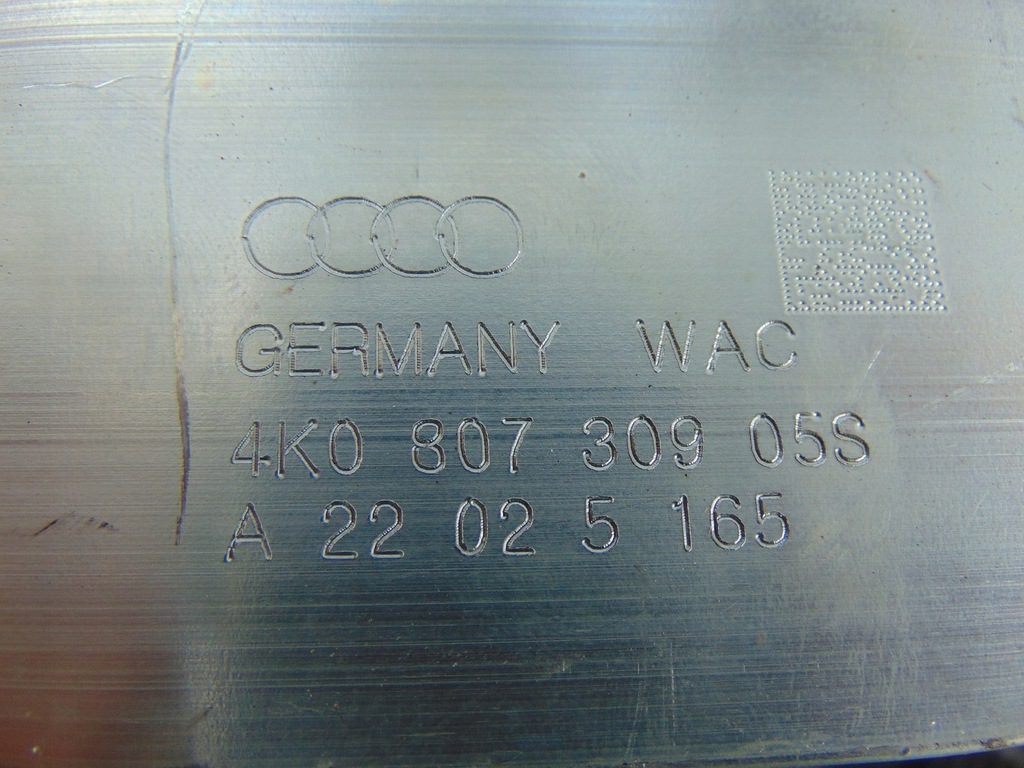 GERMANY WAC
4K0 807 309 05S
A 22 02 5 165